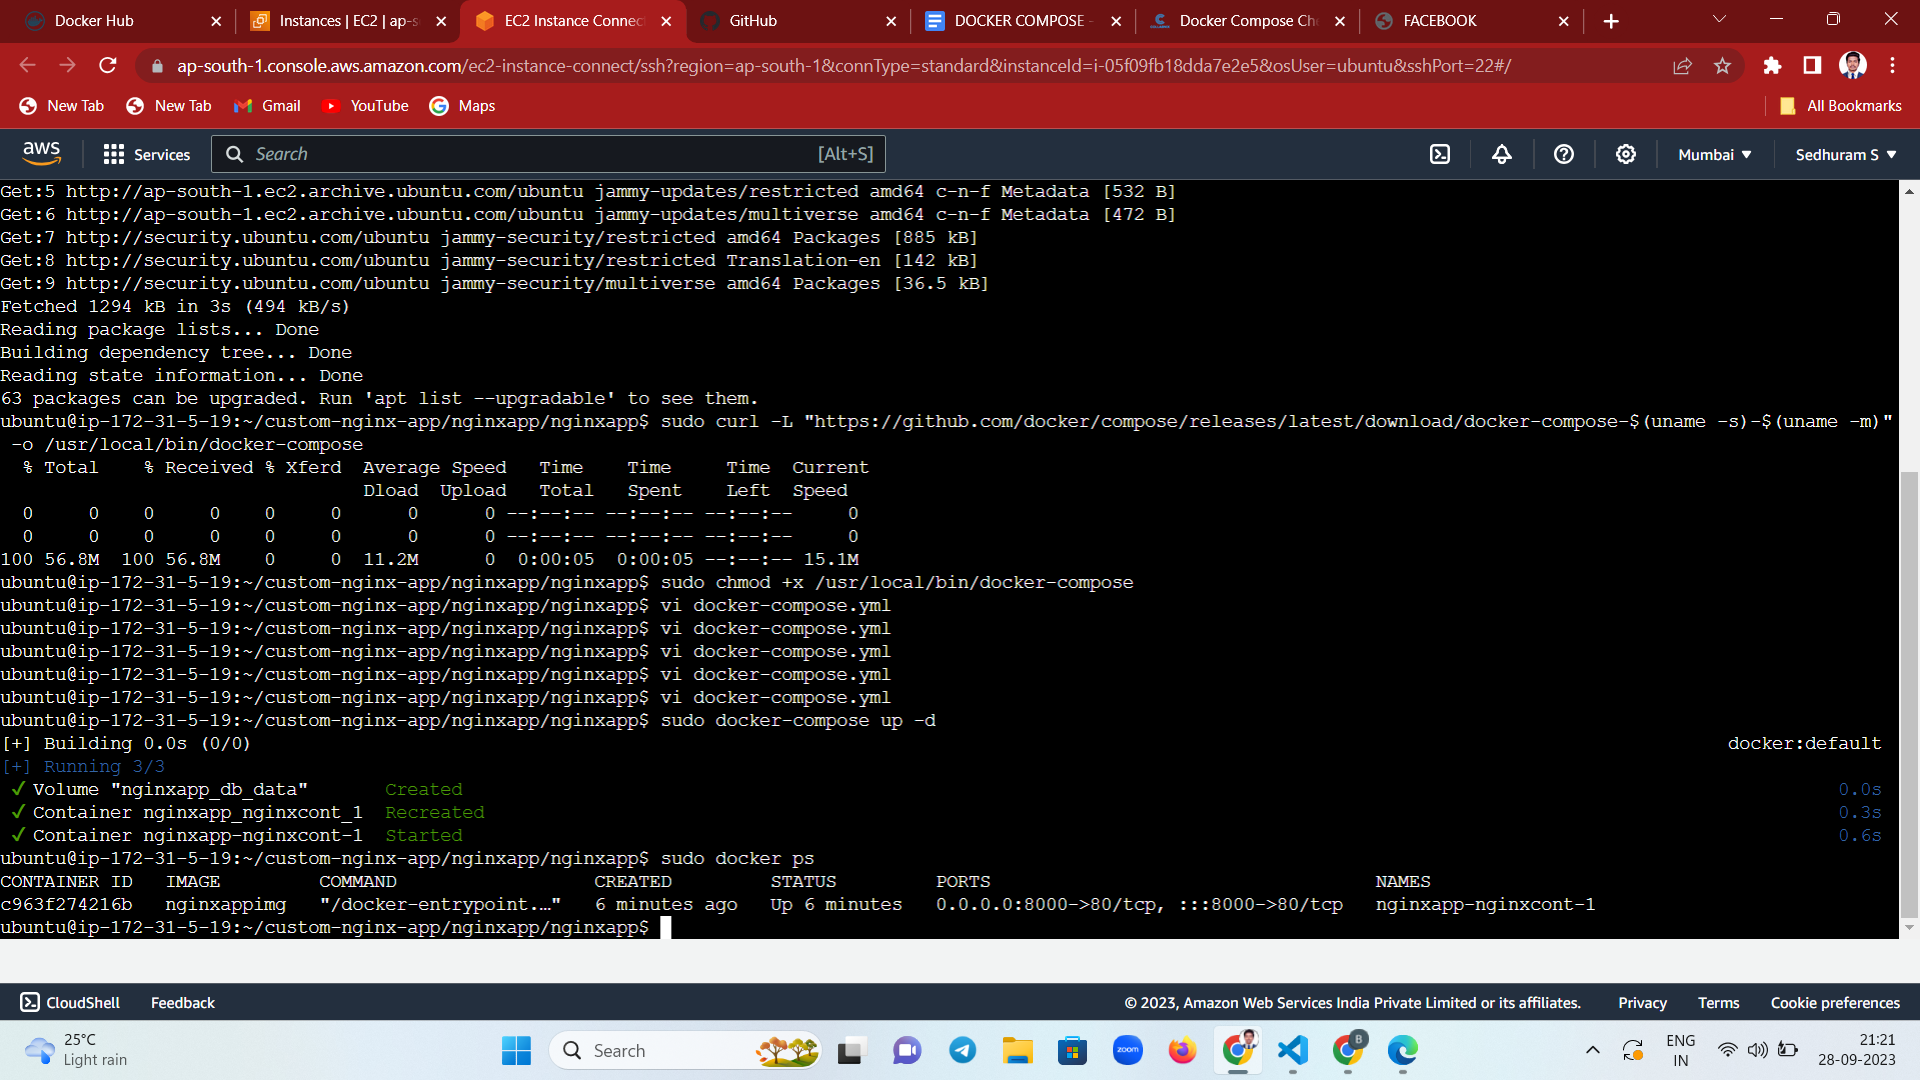 Docker Hub
Instances | EC2 | ap-s
EC2 Instance Connec
GitHub
DOCKER COMPOSE -
Docker Compose Che
FACEBOOK
ap-south-1.console.aws.amazon.com/ec2-instance-connect/ssh?region=ap-south-1&connType=standard&instanceId=i-05f09fb18dda7e2e5&osUser=ubuntu&sshPort=22#/
New Tab
New Tab
Gmail
YouTube
Maps
All Bookmarks
aws
Services
Search
[Alt+S]
Mumbai
Sedhuram S
Get:5 http://ap-south-1.ec2.archive.ubuntu.com/ubuntu jammy-updates/restricted amd64 c-n-f Metadata [532 B]
Get:6 http://ap-south-1.ec2.archive.ubuntu.com/ubuntu jammy-updates/multiverse amd64 c-n-f Metadata [472 B]
Get:7 http://security.ubuntu.com/ubuntu jammy-security/restricted amd64 Packages [885 kB]
Get:8 http://security.ubuntu.com/ubuntu jammy-security/restricted Translation-en [142 kB]
Get:9 http://security.ubuntu.com/ubuntu jammy-security/multiverse amd64 Packages [36.5 kB]
Fetched 1294 kB in 3s (494 kB/s)
Reading package lists... Done
Building dependency tree... Done
Reading state information... Done
63 packages can be upgraded. Run 'apt list --upgradable' to see them.
ubuntu@ip-172-31-5-19:~/custom-nginx-app/nginxapp/nginxapp$ sudo curl -L "https://github.com/docker/compose/releases/latest/download/docker-compose-$(uname -s)-$(uname -m)"
-o /usr/local/bin/docker-compose
% Total % Received % Xferd Average Speed Time Time Time Current
Dload Upload Total Spent Left Speed
0 0 0 0 0 0 0 0 --:--:-- --:--:-- --:--:-- 0
0 0 0 0 0 0 0 0 --:--:-- --:--:-- --:--:-- 0
100 56.8M 100 56.8M 0 0 11.2M 0 0:00:05 0:00:05 --:--:-- 15.1M
ubuntu@ip-172-31-5-19:~/custom-nginx-app/nginxapp/nginxapp$ sudo chmod +x /usr/local/bin/docker-compose
ubuntu@ip-172-31-5-19:~/custom-nginx-app/nginxapp/nginxapp$ vi docker-compose.yml
ubuntu@ip-172-31-5-19:~/custom-nginx-app/nginxapp/nginxapp$ vi docker-compose.yml
ubuntu@ip-172-31-5-19:~/custom-nginx-app/nginxapp/nginxapp$ vi docker-compose.yml
ubuntu@ip-172-31-5-19:~/custom-nginx-app/nginxapp/nginxapp$ vi docker-compose.yml
ubuntu@ip-172-31-5-19:~/custom-nginx-app/nginxapp/nginxapp$ vi docker-compose.yml
ubuntu@ip-172-31-5-19:~/custom-nginx-app/nginxapp/nginxapp$ sudo docker-compose up -d
[+] Building 0.0s (0/0) docker:default
[+] Running 3/3
✓ Volume "nginxapp_db_data" Created 0.0s
✓ Container nginxapp_nginxcont_1 Recreated 0.3s
✓ Container nginxapp-nginxcont-1 Started 0.6s
ubuntu@ip-172-31-5-19:~/custom-nginx-app/nginxapp/nginxapp$ sudo docker ps
CONTAINER ID IMAGE COMMAND CREATED STATUS PORTS NAMES
c963f274216b nginxappimg "/docker-entrypoint.…" 6 minutes ago Up 6 minutes 0.0.0.0:8000->80/tcp, :::8000->80/tcp nginxapp-nginxcont-1
ubuntu@ip-172-31-5-19:~/custom-nginx-app/nginxapp/nginxapp$
CloudShell
Feedback
© 2023, Amazon Web Services India Private Limited or its affiliates.
Privacy
Terms
Cookie preferences
25°C
Light rain
Search
zoom
B
ENG
IN
21:21
28-09-2023